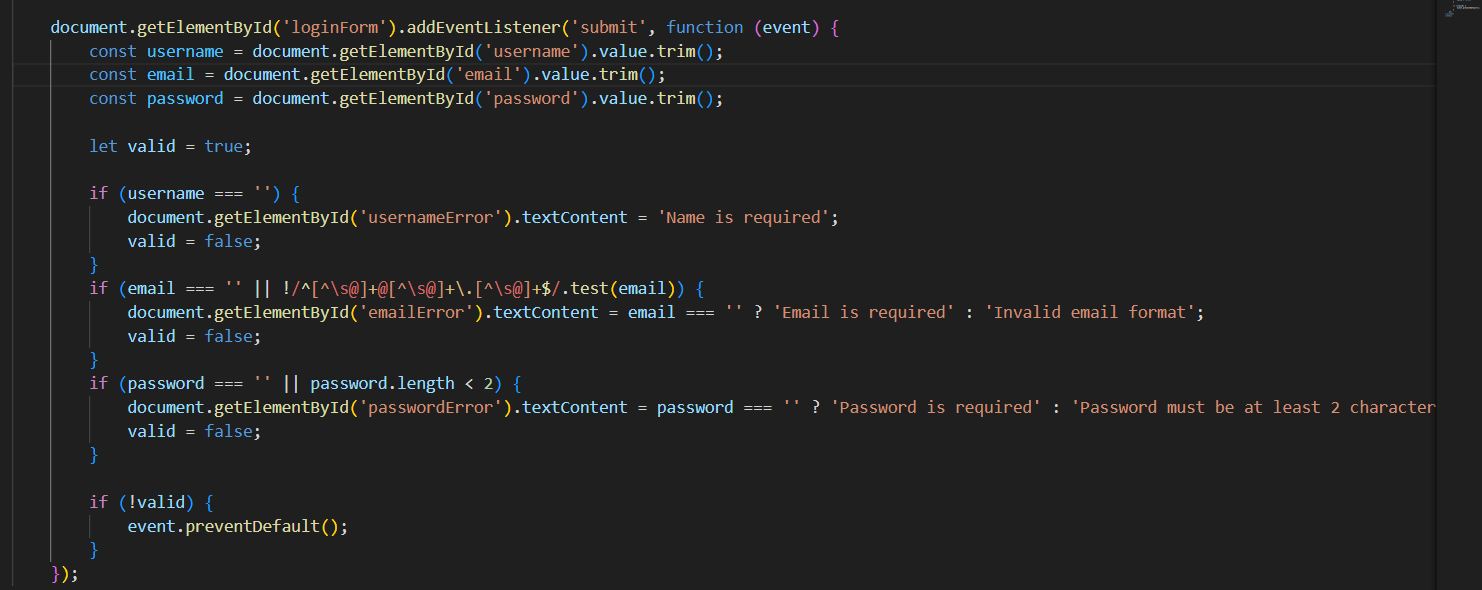 document.getElementById('loginForm').addEventListener('submit', function (event) {
    const username = document.getElementById('username').value.trim();
    const email = document.getElementById('email').value.trim();
    const password = document.getElementById('password').value.trim();

    let valid = true;

    if (username === '') {
        document.getElementById('usernameError').textContent = 'Name is required';
        valid = false;
    }
    if (email === '' || !/^[^\s@]+@[^\s@]+\.[^\s@]+$/.test(email)) {
        document.getElementById('emailError').textContent = email === '' ? 'Email is required' : 'Invalid email format';
        valid = false;
    }
    if (password === '' || password.length < 2) {
        document.getElementById('passwordError').textContent = password === '' ? 'Password is required' : 'Password must be at least 2 character
        valid = false;
    }

    if (!valid) {
        event.preventDefault();
    }
});